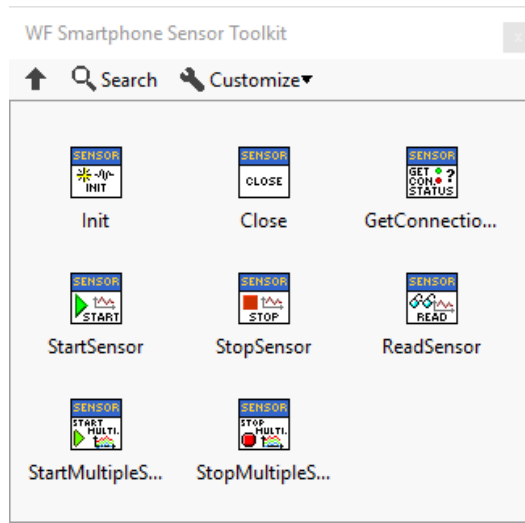 WF Smartphone Sensor Toolkit
x
Search Customize
SENSOR SENSOR SENSOR
INIT CLOSE GET CON. STATUS ?
Init Close GetConnectio...
SENSOR SENSOR SENSOR
START STOP READ
StartSensor StopSensor ReadSensor
SENSOR SENSOR
START MULTI. STOP MULTI.
StartMultipleS... StopMultipleS...